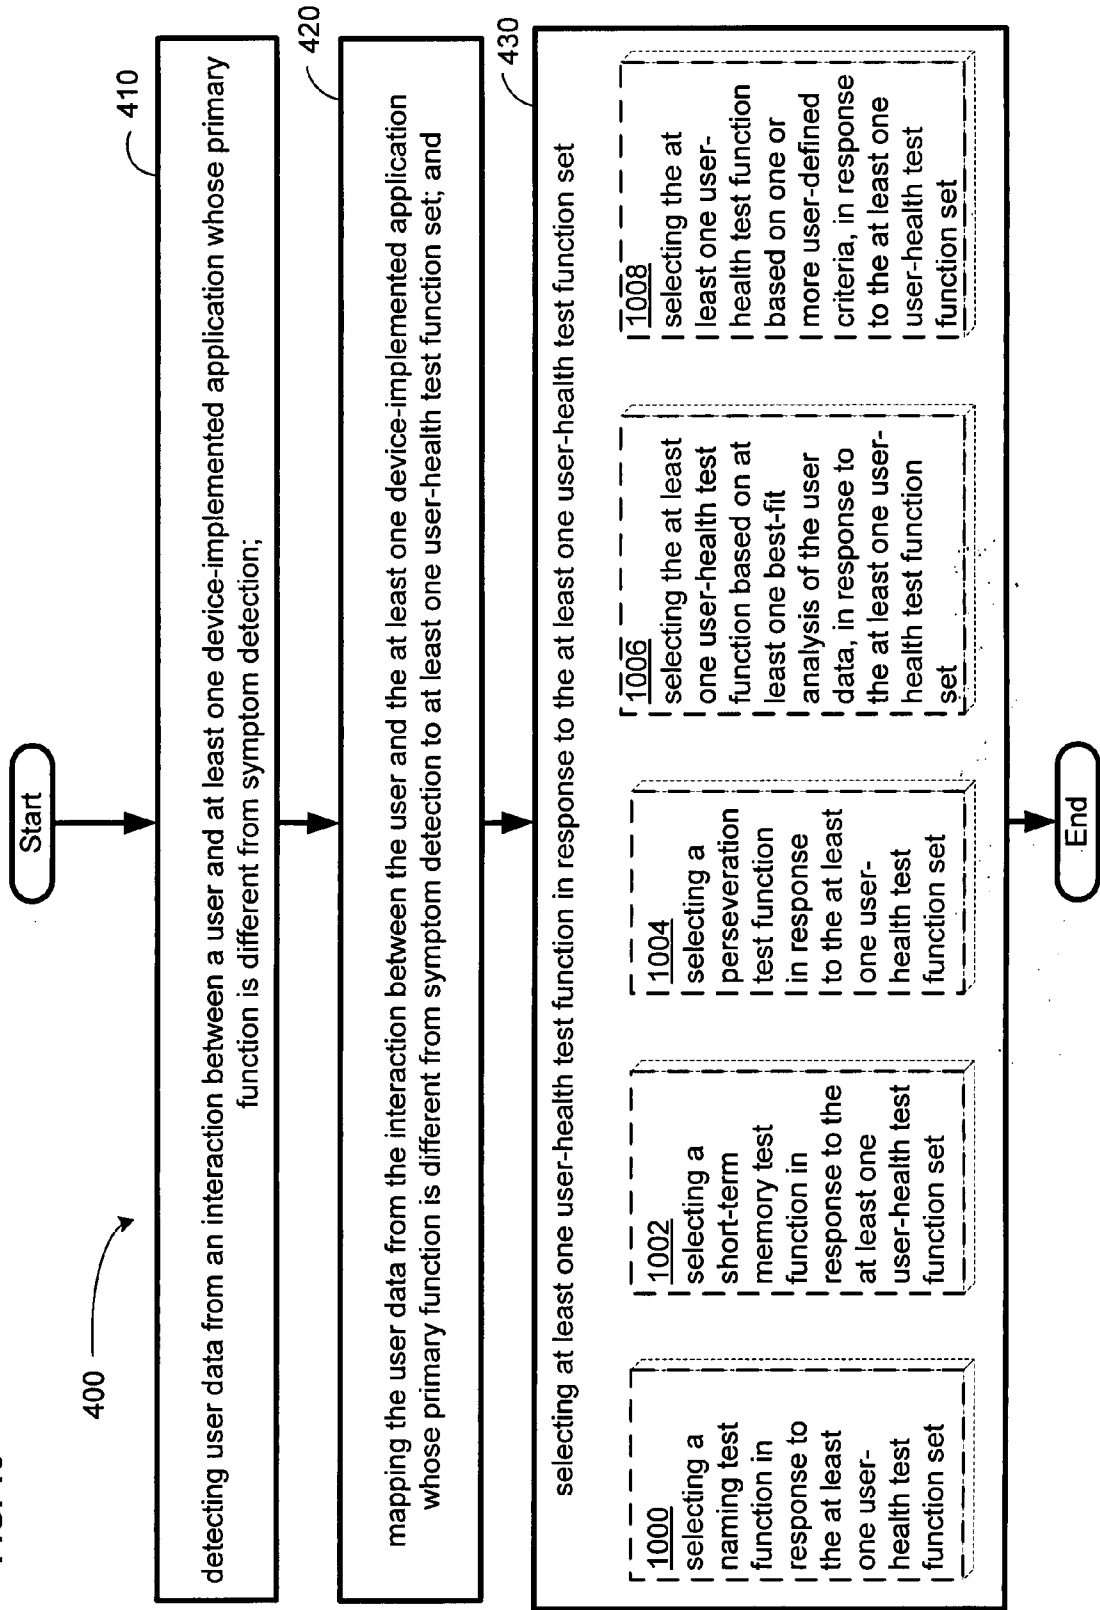 Start
400
410
detecting user data from an interaction between a user and at least one device-implemented application whose primary
function is different from symptom detection;
420
mapping the user data from the interaction between the user and the at least one device-implemented application
whose primary function is different from symptom detection to at least one user-health test function set; and
430
selecting at least one user-health test function in response to the at least one user-health test function set
1000
selecting a
naming test
function in
response to
the at least
one user-
health test
function set
1002
selecting a
short-term
memory test
function in
response to the
at least one
user-health test
function set
1004
selecting a
perseveration
test function
in response
to the at least
one user-
health test
function set
1006
selecting the at least
one user-health test
function based on at
least one best-fit
analysis of the user
data, in response to
the at least one user-
health test function
set
1008
selecting the at
least one user-
health test function
based on one or
more user-defined
criteria, in response
to the at least one
user-health test
function set
End